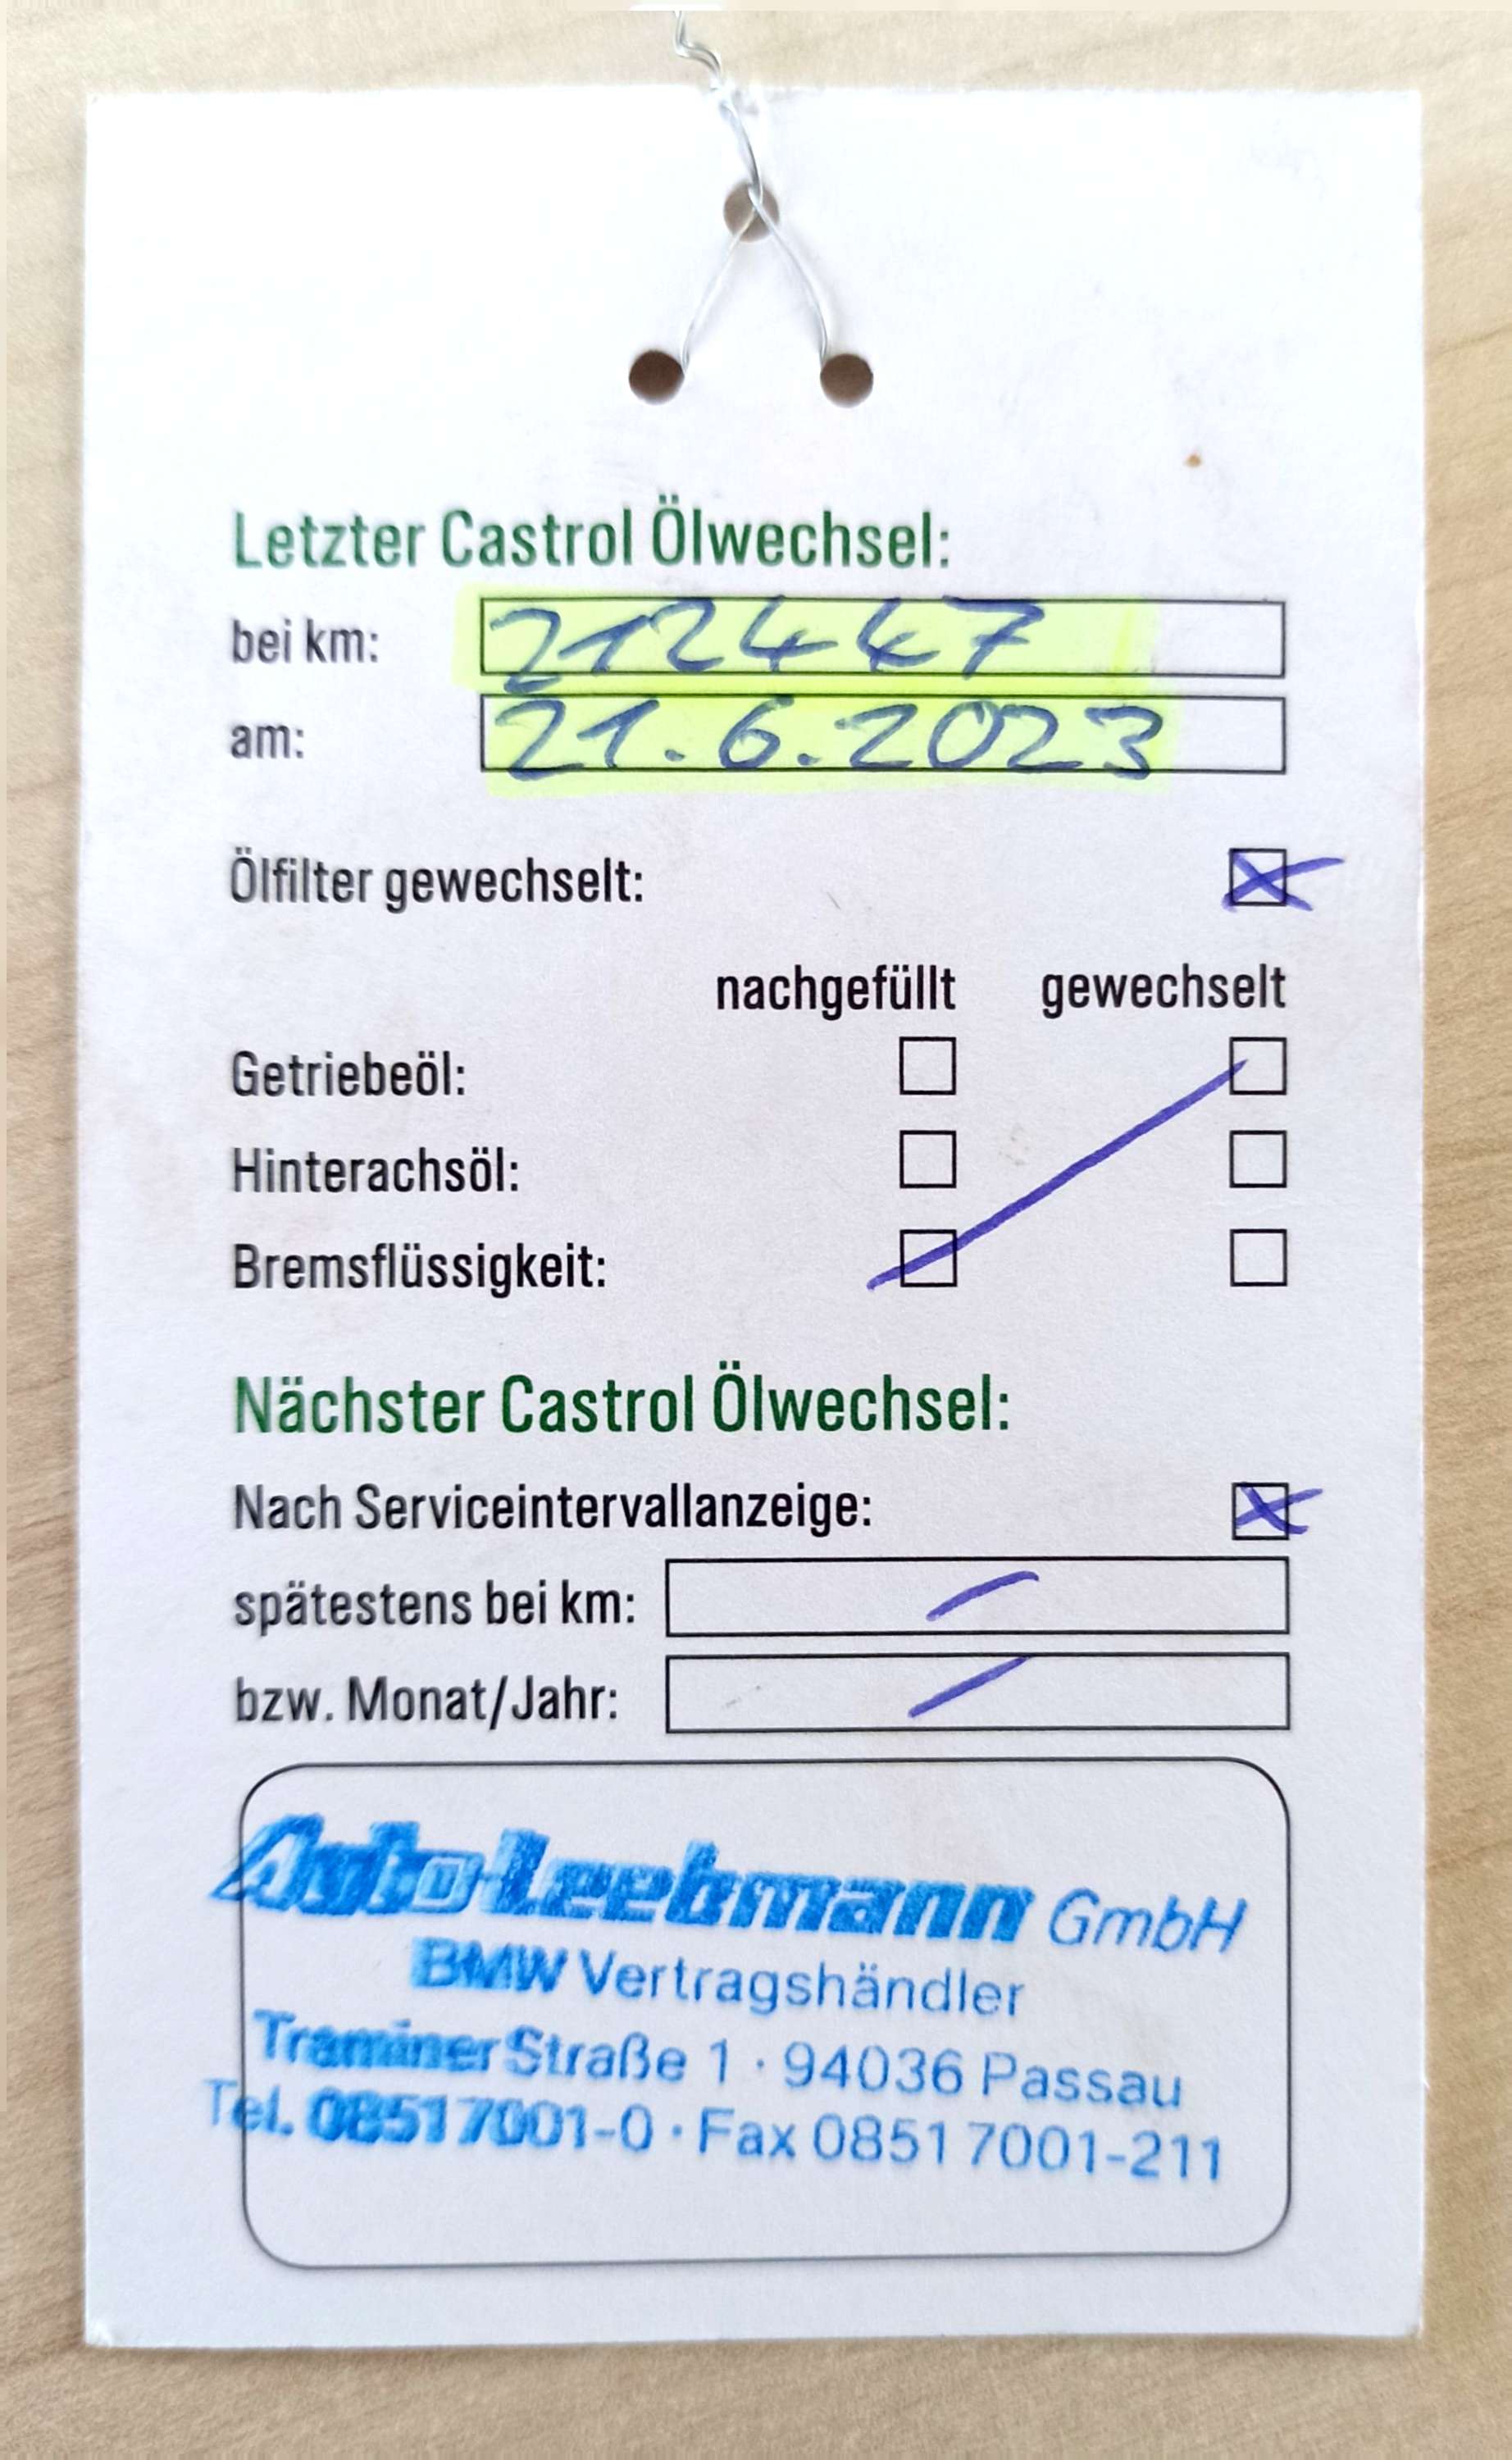 Letzter Castrol Ölwechsel:
bei km: 212447
am: 21.6.2023
Ölfilter gewechselt:
nachgefüllt gewechselt
Getriebeöl:
Hinterachsöl:
Bremsflüssigkeit:
Nächster Castrol Ölwechsel:
Nach Serviceintervallanzeige:
spätestens bei km:
bzw. Monat/Jahr:
Auto-Leebmann GmbH
BMW Vertragshändler
Traminer Straße 1 · 94036 Passau
Tel. 0851 7001-0 · Fax 0851 7001-211